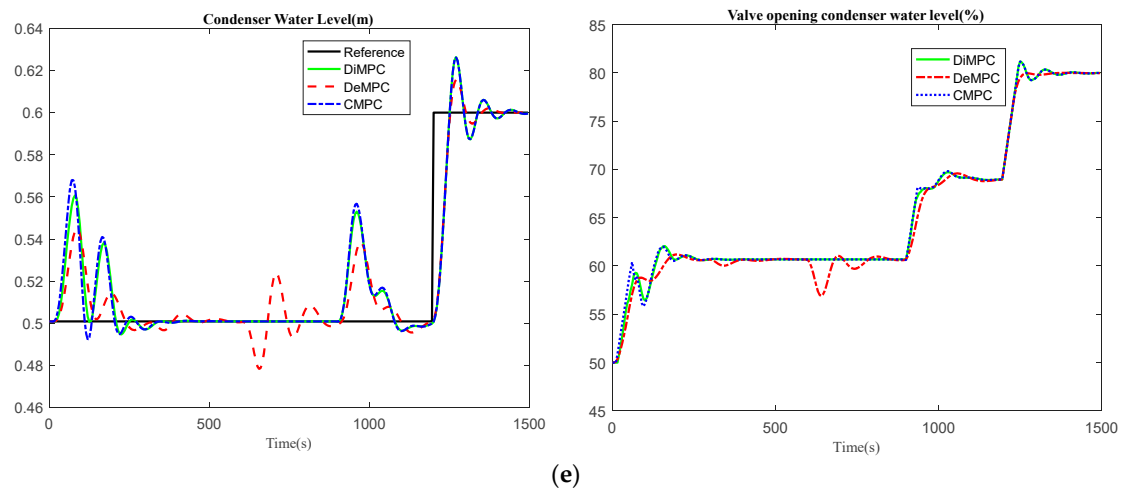 Condenser Water Level(m)
0.64
0.62
0.6
0.58
0.56
0.54
0.52
0.5
0.48
0.46
0
500
1000
1500
Time(s)
Reference
DiMPC
DeMPC
CMPC
Valve opening condenser water level(%)
85
80
75
70
65
60
55
50
45
0
500
1000
1500
Time(s)
DiMPC
DeMPC
CMPC
(e)